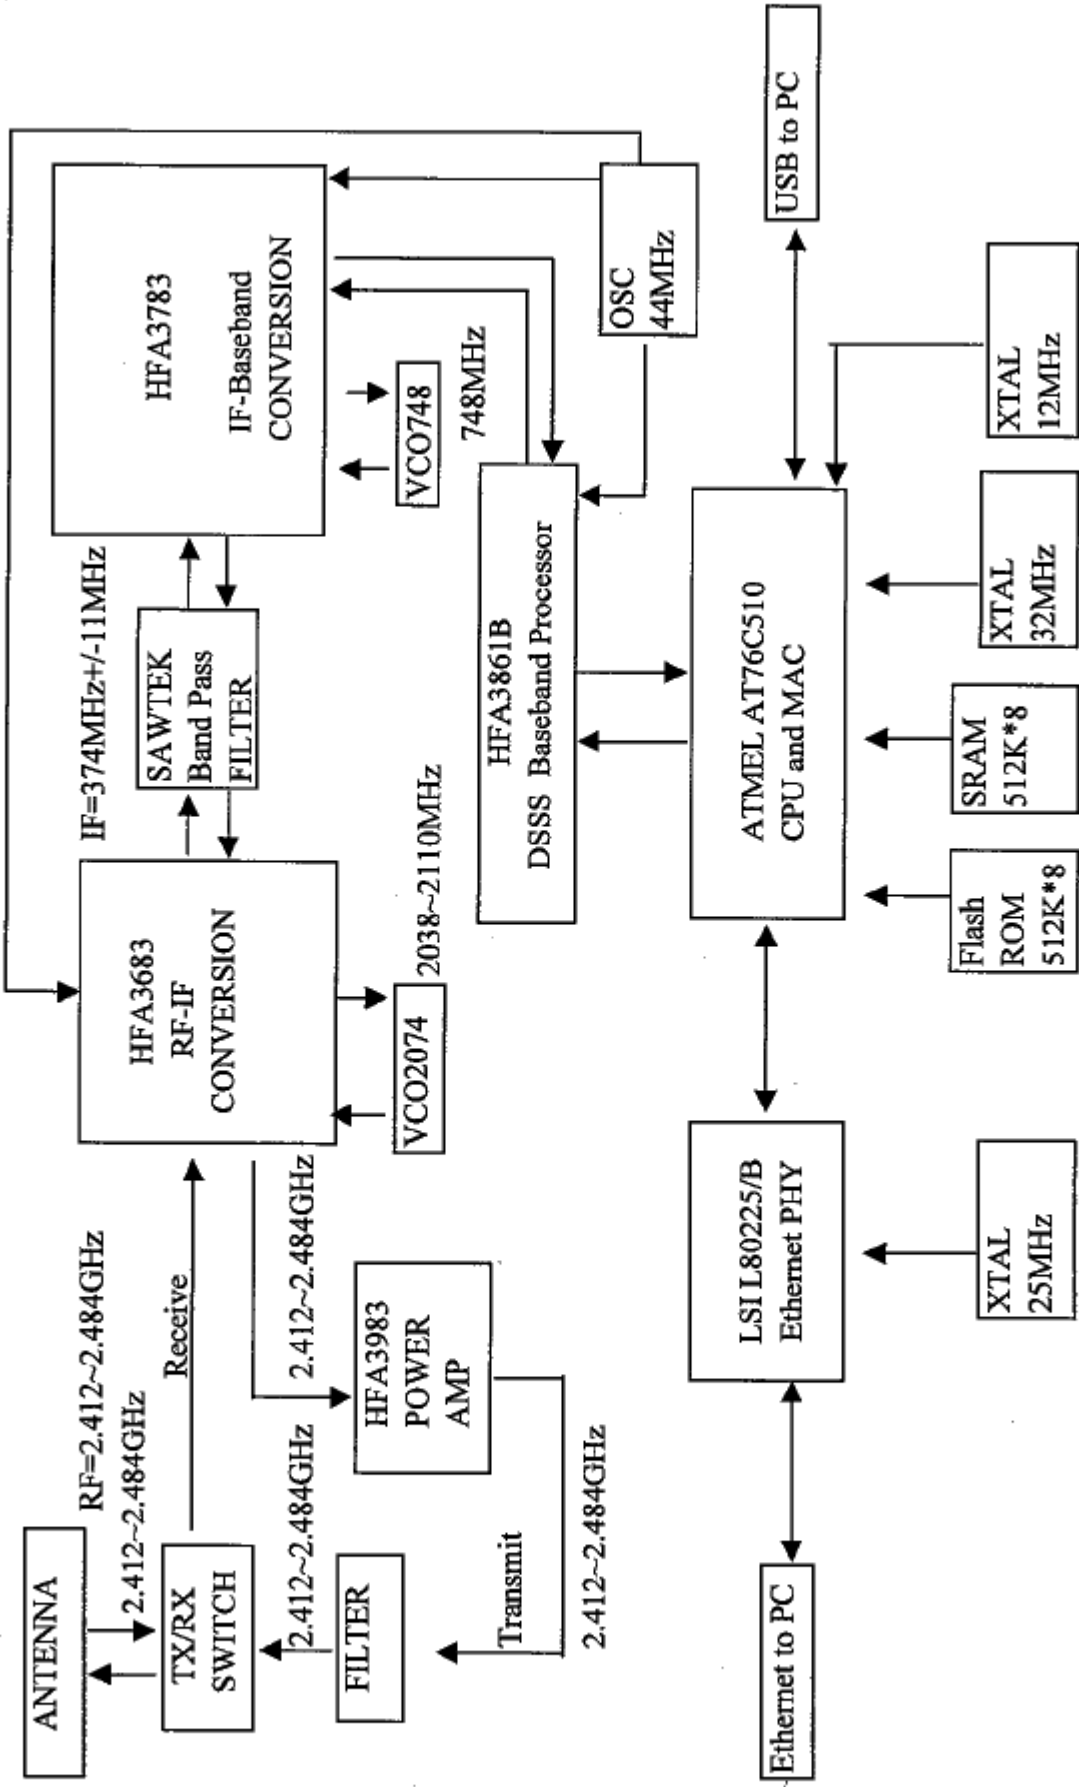 ANTENNA
RF=2.412~2.484GHz
2.412~2.484GHz
TX/RX
SWITCH
Receive
2.412~2.484GHz
FILTER
Transmit
2.412~2.484GHz
HFA3983
POWER
AMP
2.412~2.484GHz
HFA3683
RF-IF
CONVERSION
VCO2074
2038~2110MHz
IF=374MHz+/-11MHz
SAWTEK
Band Pass
FILTER
HFA3783
IF-Baseband
CONVERSION
VCO748
748MHz
HFA3861B
DSSS Baseband Processor
OSC
44MHz
Ethernet to PC
LSI L80225/B
Ethernet PHY
XTAL
25MHz
ATMEL AT76C510
CPU and MAC
Flash
ROM
512K*8
SRAM
512K*8
XTAL
32MHz
XTAL
12MHz
USB to PC